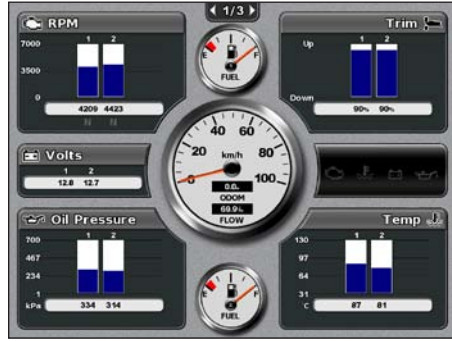 1/3
RPM
1 2
7000
3500
0
4209 4423
N N
E F
FUEL
Trim
1 2
Up
Down
90% 90%
Volts
1 2
12.8 12.7
0 20 40 60 80 100
km/h
0.0
ODOM
69.9
FLOW
Oil Pressure
1 2
700
467
234
1
kPa
334 314
E F
FUEL
Temp
1 2
130
97
64
31
°C
87 81